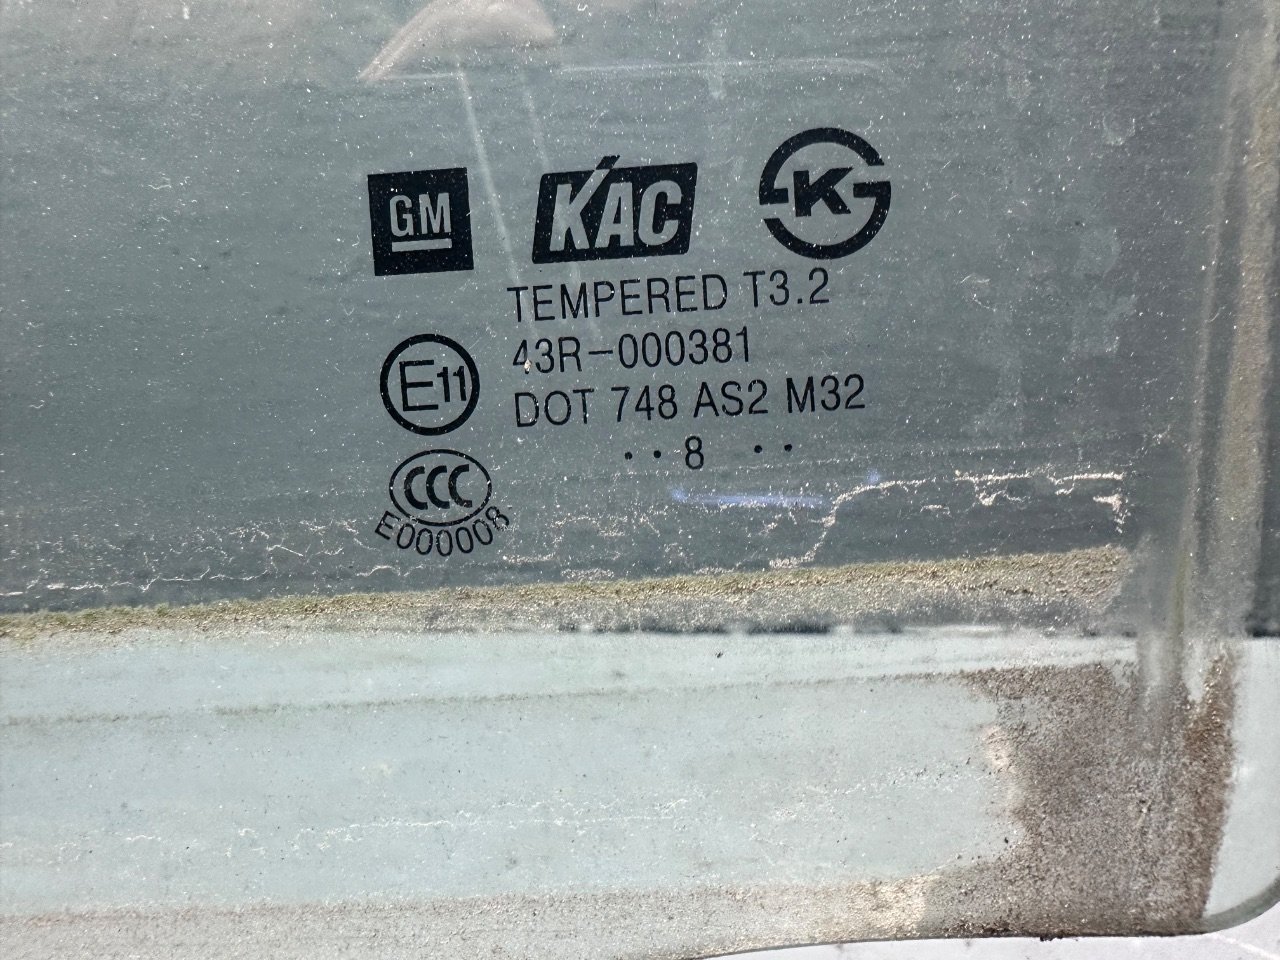 GM KAC K
TEMPERED T3.2
E11 43R-000381
DOT 748 AS2 M32
··8 ··
CCC
E000008